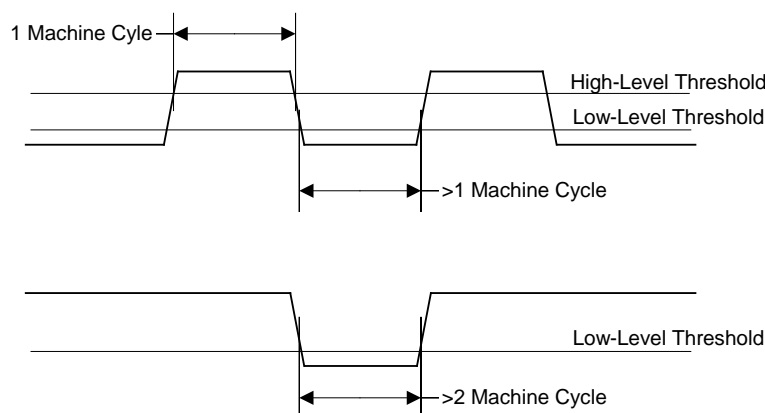 1 Machine Cyle
High-Level Threshold
Low-Level Threshold
>1 Machine Cycle
Low-Level Threshold
>2 Machine Cycle